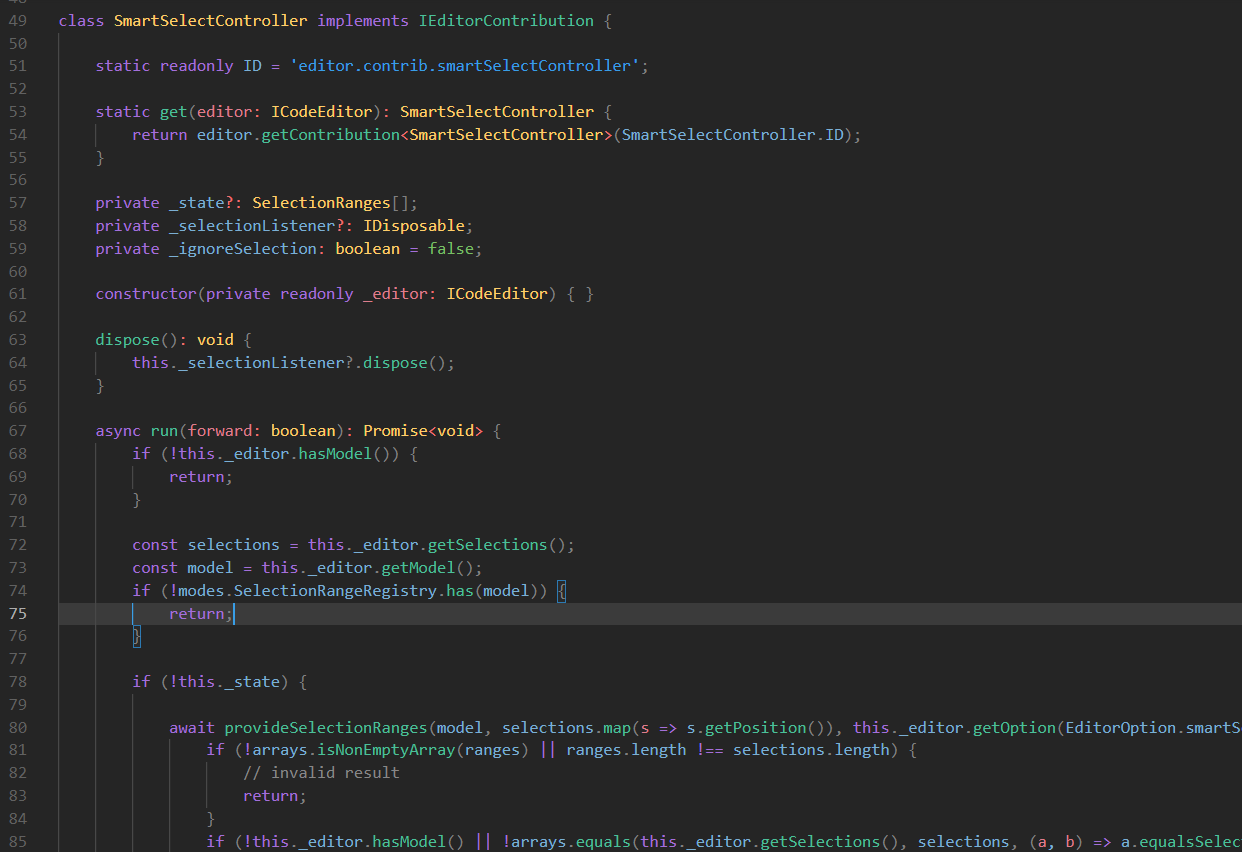 49 class SmartSelectController implements IEditorContribution {
50
51 static readonly ID = 'editor.contrib.smartSelectController';
52
53 static get(editor: ICodeEditor): SmartSelectController {
54 return editor.getContribution<SmartSelectController>(SmartSelectController.ID);
55 }
56
57 private _state?: SelectionRanges[];
58 private _selectionListener?: IDisposable;
59 private _ignoreSelection: boolean = false;
60
61 constructor(private readonly _editor: ICodeEditor) { }
62
63 dispose(): void {
64 this._selectionListener?.dispose();
65 }
66
67 async run(forward: boolean): Promise<void> {
68 if (!this._editor.hasModel()) {
69 return;
70 }
71
72 const selections = this._editor.getSelections();
73 const model = this._editor.getModel();
74 if (!modes.SelectionRangeRegistry.has(model)) {
75 return;
76 }
77
78 if (!this._state) {
79
80 await provideSelectionRanges(model, selections.map(s => s.getPosition()), this._editor.getOption(EditorOption.smartS
81 if (!arrays.isNonEmptyArray(ranges) || ranges.length !== selections.length) {
82 // invalid result
83 return;
84 }
85 if (!this._editor.hasModel() || !arrays.equals(this._editor.getSelections(), selections, (a, b) => a.equalsSelec